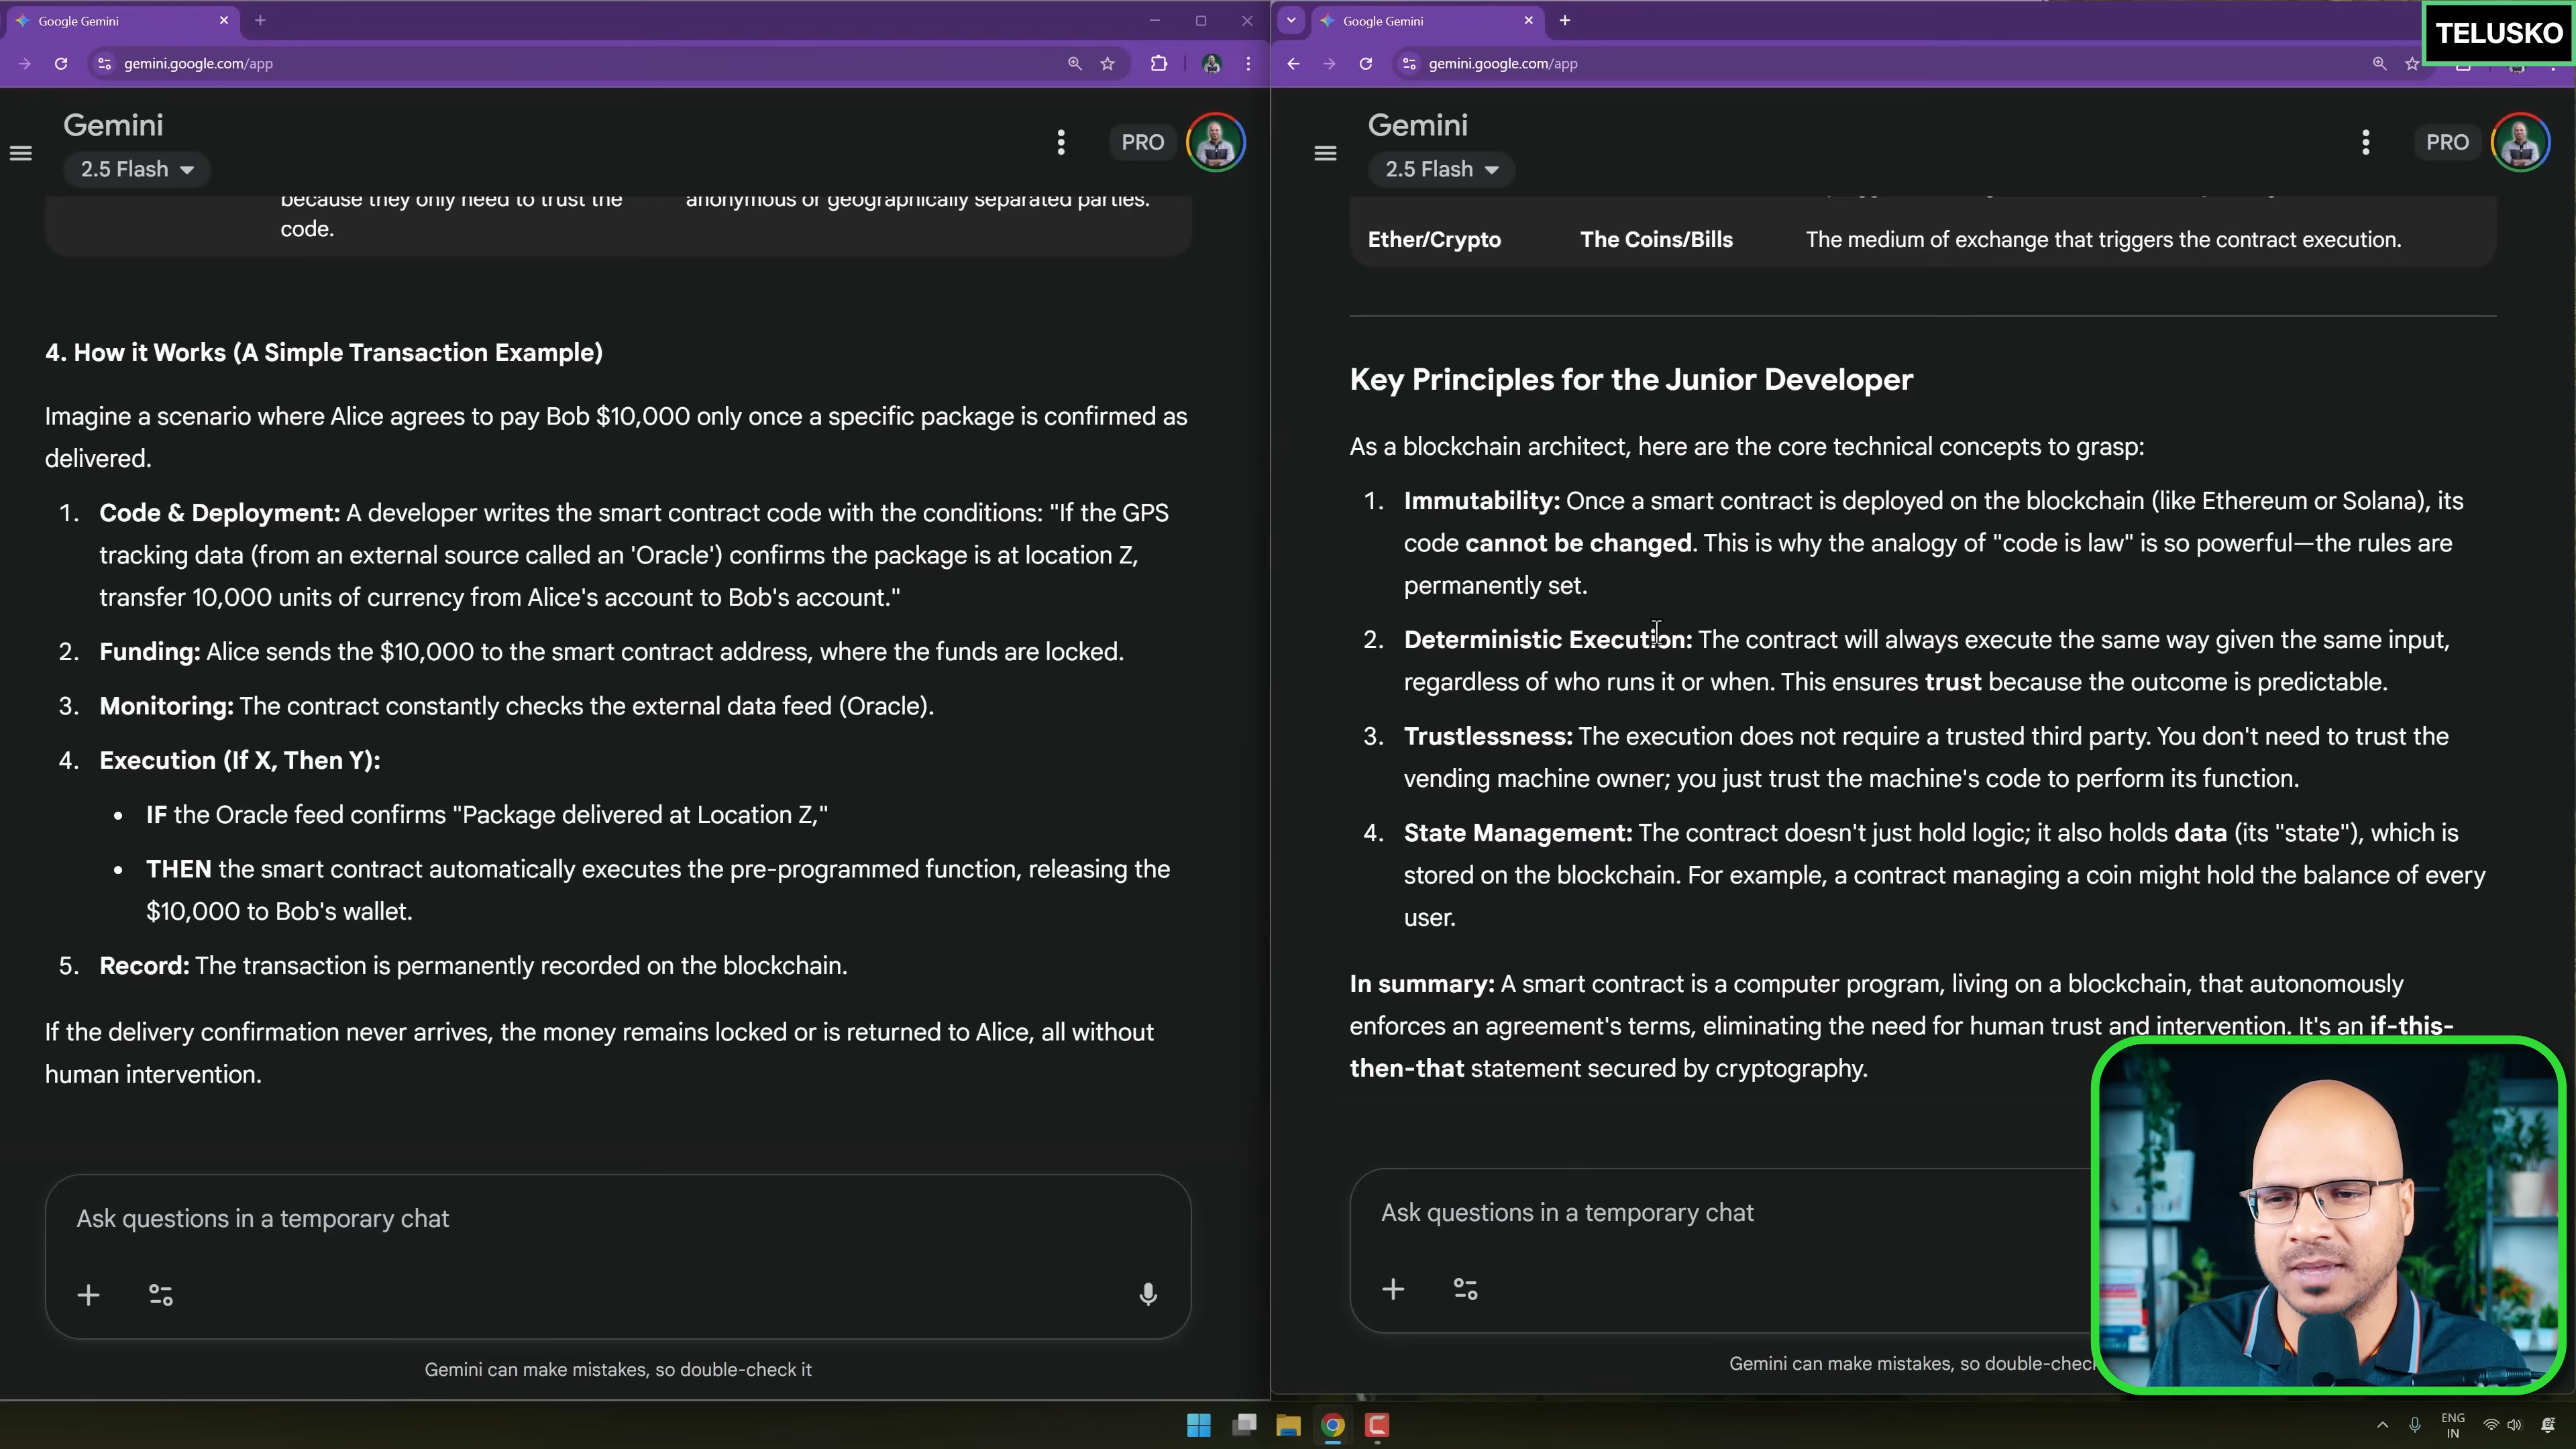 Google Gemini
gemini.google.com/app
Gemini
PRO
2.5 Flash
because they only need to trust the
code.
anonymous or geographically separated parties.
4. How it Works (A Simple Transaction Example)
Imagine a scenario where Alice agrees to pay Bob $10,000 only once a specific package is confirmed as
delivered.
1. Code & Deployment: A developer writes the smart contract code with the conditions: "If the GPS
tracking data (from an external source called an 'Oracle') confirms the package is at location Z,
transfer 10,000 units of currency from Alice's account to Bob's account."
2. Funding: Alice sends the $10,000 to the smart contract address, where the funds are locked.
3. Monitoring: The contract constantly checks the external data feed (Oracle).
4. Execution (If X, Then Y):
• IF the Oracle feed confirms "Package delivered at Location Z,"
• THEN the smart contract automatically executes the pre-programmed function, releasing the
$10,000 to Bob's wallet.
5. Record: The transaction is permanently recorded on the blockchain.
If the delivery confirmation never arrives, the money remains locked or is returned to Alice, all without
human intervention.
Ask questions in a temporary chat
Gemini can make mistakes, so double-check it
Google Gemini
TELUSKO
gemini.google.com/app
Gemini
PRO
2.5 Flash
Ether/Crypto The Coins/Bills The medium of exchange that triggers the contract execution.
Key Principles for the Junior Developer
As a blockchain architect, here are the core technical concepts to grasp:
1. Immutability: Once a smart contract is deployed on the blockchain (like Ethereum or Solana), its
code cannot be changed. This is why the analogy of "code is law" is so powerful—the rules are
permanently set.
2. Deterministic Execution: The contract will always execute the same way given the same input,
regardless of who runs it or when. This ensures trust because the outcome is predictable.
3. Trustlessness: The execution does not require a trusted third party. You don't need to trust the
vending machine owner; you just trust the machine's code to perform its function.
4. State Management: The contract doesn't just hold logic; it also holds data (its "state"), which is
stored on the blockchain. For example, a contract managing a coin might hold the balance of every
user.
In summary: A smart contract is a computer program, living on a blockchain, that autonomously
enforces an agreement's terms, eliminating the need for human trust and intervention. It's an if-this-
then-that statement secured by cryptography.
Ask questions in a temporary chat
Gemini can make mistakes, so double-chec
ENG
IN